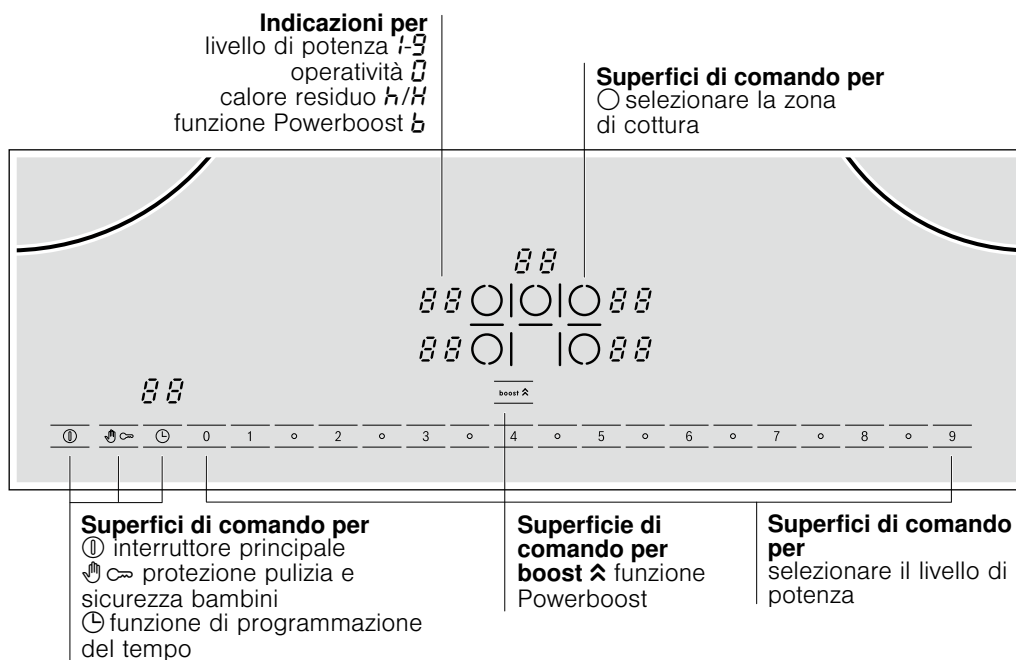 Indicazioni per
livello di potenza 1-9
operatività 0
calore residuo h/H
funzione Powerboost b
Superfici di comando per
○ selezionare la zona
di cottura
88
88 88
88 88
88
boost
0 1 2 3 4 5 6 7 8 9
Superfici di comando per
interruttore principale
protezione pulizia e
sicurezza bambini
funzione di programmazione
del tempo
Superficie di
comando per
boost funzione
Powerboost
Superfici di comando
per
selezionare il livello di
potenza